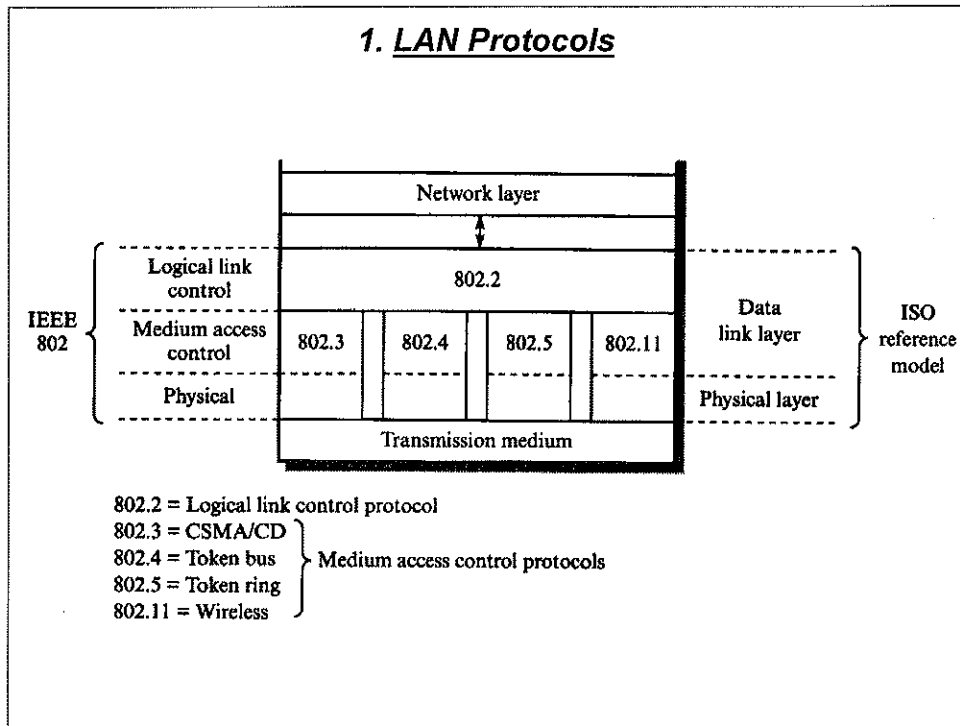 1. LAN Protocols
Network layer
Logical link
control
802.2
IEEE
802
Medium access
control
802.3
802.4
802.5
802.11
Data
link layer
ISO
reference
model
Physical
Physical layer
Transmission medium
802.2 = Logical link control protocol
802.3 = CSMA/CD
802.4 = Token bus
802.5 = Token ring
802.11 = Wireless
Medium access control protocols